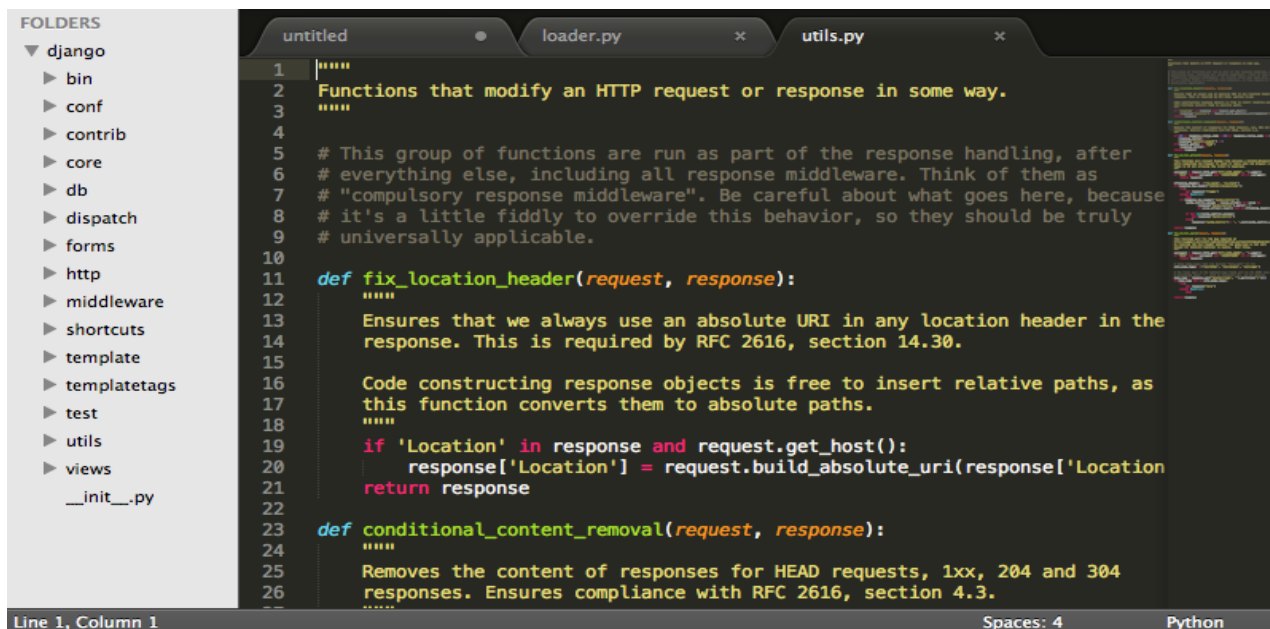 FOLDERS
django
bin
conf
contrib
core
db
dispatch
forms
http
middleware
shortcuts
template
templatetags
test
utils
views
__init__.py
untitled
loader.py ×
utils.py ×
1 """
2 Functions that modify an HTTP request or response in some way.
3 """
4
5 # This group of functions are run as part of the response handling, after
6 # everything else, including all response middleware. Think of them as
7 # "compulsory response middleware". Be careful about what goes here, because
8 # it's a little fiddly to override this behavior, so they should be truly
9 # universally applicable.
10
11 def fix_location_header(request, response):
12     """
13     Ensures that we always use an absolute URI in any location header in the
14     response. This is required by RFC 2616, section 14.30.
15
16     Code constructing response objects is free to insert relative paths, as
17     this function converts them to absolute paths.
18     """
19     if 'Location' in response and request.get_host():
20         response['Location'] = request.build_absolute_uri(response['Location
21     return response
22
23 def conditional_content_removal(request, response):
24     """
25     Removes the content of responses for HEAD requests, 1xx, 204 and 304
26     responses. Ensures compliance with RFC 2616, section 4.3.
Line 1, Column 1
Spaces: 4
Python